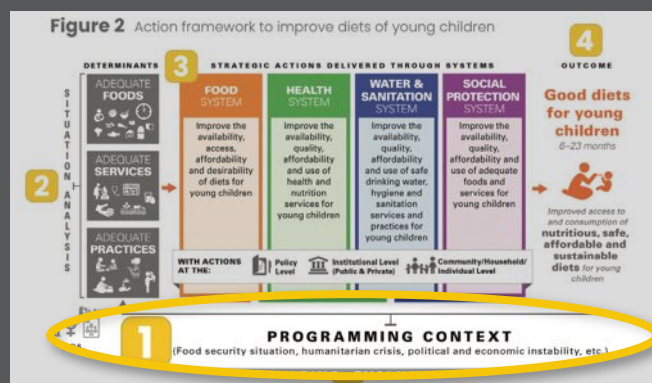 Figure 2 Action framework to improve diets of young children
4
DETERMINANTS
3
STRATEGIC ACTIONS DELIVERED THROUGH SYSTEMS
OUTCOME
SITUATION ANALYSIS
2
ADEQUATE
FOODS
ADEQUATE
SERVICES
ADEQUATE
PRACTICES
FOOD
SYSTEM
Improve the
availability,
access,
affordability
and desirability
of diets for
young children
HEALTH
SYSTEM
Improve the
availability,
quality,
affordability
and use of
health and
nutrition
services for
young children
WATER &
SANITATION
SYSTEM
Improve the
availability,
quality,
affordability
and use of safe
drinking water,
hygiene and
sanitation
services and
practices for
young children
SOCIAL
PROTECTION
SYSTEM
Improve the
availability,
quality,
affordability
and use of
adequate
foods and
services for
young children
Good diets
for young
children
6–23 months
Improved access to
and consumption of
nutritious, safe,
affordable and
sustainable
diets for young
children
WITH ACTIONS
AT THE:
Policy
Level
Institutional Level
(Public & Private)
Community/Household/
Individual Level
1
PROGRAMMING CONTEXT
(Food security situation, humanitarian crisis, political and economic instability, etc.)